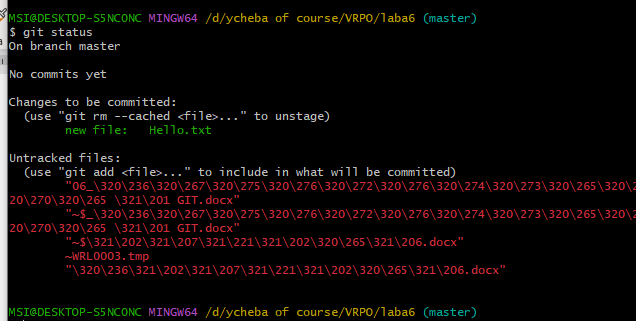 MSI@DESKTOP-S5NCONC MINGW64 /d/ycheba of course/VRPO/laba6 (master)
$ git status
On branch master
No commits yet
Changes to be committed:
(use "git rm --cached <file>..." to unstage)
new file:   Hello.txt
Untracked files:
(use "git add <file>..." to include in what will be committed)
"06_\320\236\320\267\320\275\320\276\320\272\320\276\320\274\320\273\320\265\320\2
20\270\320\265 \321\201 GIT.docx"
"~$_\320\236\320\267\320\275\320\276\320\272\320\276\320\274\320\273\320\265\320\2
20\270\320\265 \321\201 GIT.docx"
"~$\321\202\321\207\321\221\321\202\320\265\321\206.docx"
~WRL0003.tmp
"\320\236\321\202\321\207\321\221\321\202\320\265\321\206.docx"
MSI@DESKTOP-S5NCONC MINGW64 /d/ycheba of course/VRPO/laba6 (master)